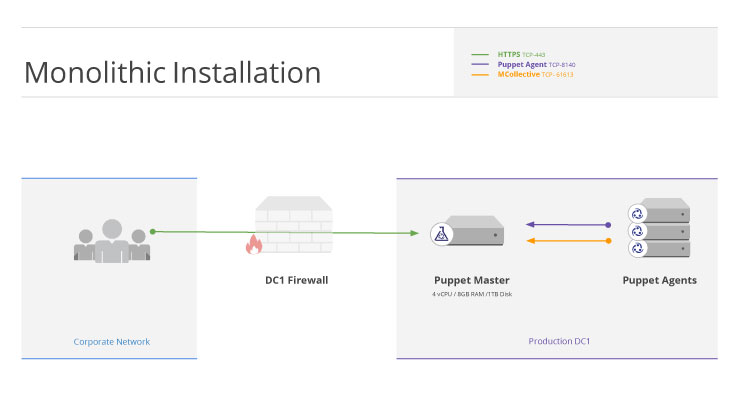 Monolithic Installation
HTTPS TCP-443
Puppet Agent TCP-8140
MCollective TCP- 61613
DC1 Firewall
Puppet Master
4 vCPU / 8GB RAM /1TB Disk
Puppet Agents
Corporate Network
Production DC1